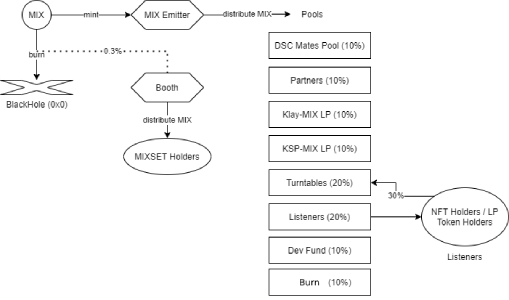 MIX
mint
MIX Emitter
distribute MIX
Pools
burn
0.3%
BlackHole (0x0)
Booth
distribute MIX
MIXSET Holders
DSC Mates Pool (10%)
Partners (10%)
Klay-MIX LP (10%)
KSP-MIX LP (10%)
Turntables (20%)
30%
Listeners (20%)
NFT Holders / LP
Token Holders
Listeners
Dev Fund (10%)
Burn (10%)